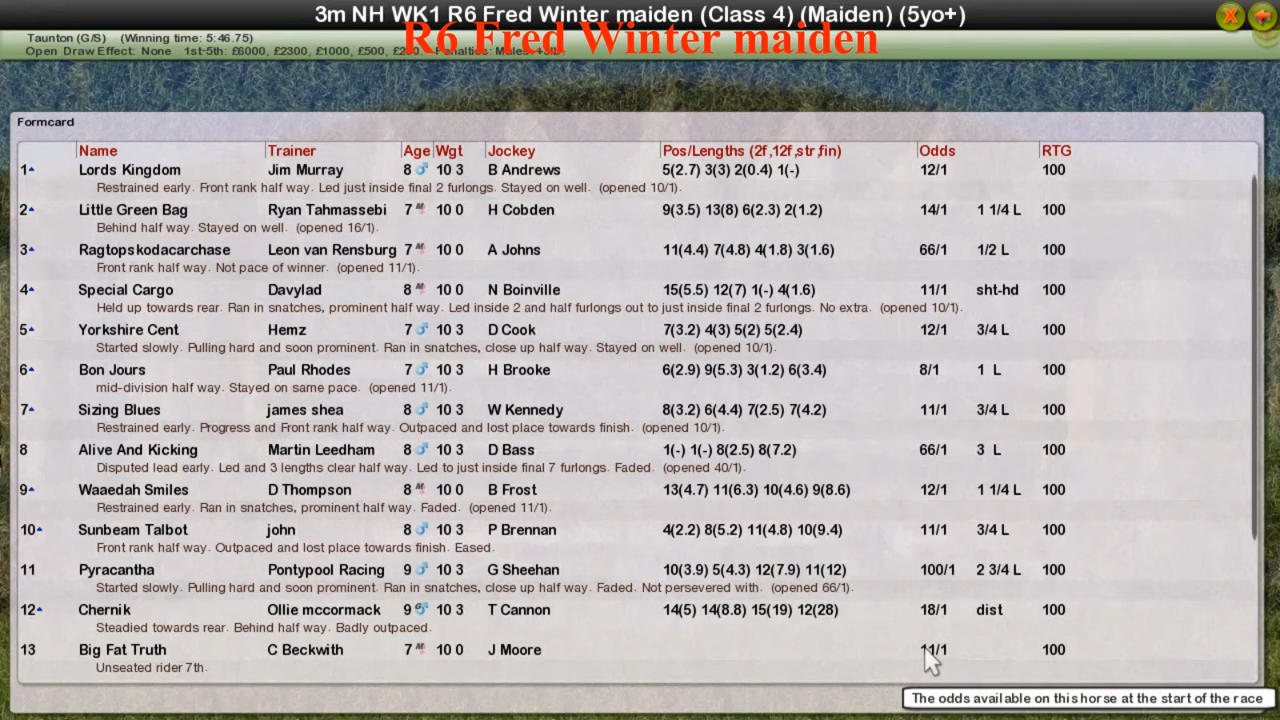 3m NH WK1 R6 Fred Winter maiden (Class 4) (Maiden) (5yo+)
R6 Fred Winter maiden
Taunton (G/S) (Winning time: 5:46.75)
Open Draw Effect: None 1st-5th: £6000, £2300, £1000, £500,
Formcard
Name Trainer Age Wgt Jockey Pos/Lengths (2f,12f,str,fin) Odds RTG
1 Lords Kingdom Jim Murray 8 10 3 B Andrews 5(2.7) 3(3) 2(0.4) 1(-) 12/1 100
Restrained early. Front rank half way. Led just inside final 2 furlongs. Stayed on well. (opened 10/1).
2 Little Green Bag Ryan Tahmassebi 7 10 0 H Cobden 9(3.5) 13(8) 6(2.3) 2(1.2) 14/1 1 1/4 L 100
Behind half way. Stayed on well. (opened 16/1).
3 Ragtopskodacarchase Leon van Rensburg 7 10 0 A Johns 11(4.4) 7(4.8) 4(1.8) 3(1.6) 66/1 1/2 L 100
Front rank half way. Not pace of winner. (opened 11/1).
4 Special Cargo Davylad 8 10 0 N Boinville 15(5.5) 12(7) 1(-) 4(1.6) 11/1 sht-hd 100
Held up towards rear. Ran in snatches, prominent half way. Led inside 2 and half furlongs out to just inside final 2 furlongs. No extra. (opened 10/1).
5 Yorkshire Cent Hemz 7 10 3 D Cook 7(3.2) 4(3) 5(2) 5(2.4) 12/1 3/4 L 100
Started slowly. Pulling hard and soon prominent. Ran in snatches, close up half way. Stayed on well. (opened 10/1).
6 Bon Jours Paul Rhodes 7 10 3 H Brooke 6(2.9) 9(5.3) 3(1.2) 6(3.4) 8/1 1 L 100
mid-division half way. Stayed on same pace. (opened 11/1).
7 Sizing Blues james shea 8 10 3 W Kennedy 8(3.2) 6(4.4) 7(2.5) 7(4.2) 11/1 3/4 L 100
Restrained early. Progress and Front rank half way. Outpaced and lost place towards finish. (opened 10/1).
8 Alive And Kicking Martin Leedham 8 10 3 D Bass 1(-) 1(-) 8(2.5) 8(7.2) 66/1 3 L 100
Disputed lead early. Led and 3 lengths clear half way. Led to just inside final 7 furlongs. Faded. (opened 40/1).
9 Waaedah Smiles D Thompson 8 10 0 B Frost 13(4.7) 11(6.3) 10(4.6) 9(8.6) 12/1 1 1/4 L 100
Restrained early. Ran in snatches, prominent half way. Faded. (opened 11/1).
10 Sunbeam Talbot john 8 10 3 P Brennan 4(2.2) 8(5.2) 11(4.8) 10(9.4) 11/1 3/4 L 100
Front rank half way. Outpaced and lost place towards finish. Eased.
11 Pyracantha Pontypool Racing 9 10 3 G Sheehan 10(3.9) 5(4.3) 12(7.9) 11(12) 100/1 2 3/4 L 100
Started slowly. Pulling hard and soon prominent. Ran in snatches, close up half way. Faded. Not persevered with. (opened 66/1).
12 Chernik Ollie mccormack 9 10 3 T Cannon 14(5) 14(8.8) 15(19) 12(28) 18/1 dist 100
Steadied towards rear. Behind half way. Badly outpaced.
13 Big Fat Truth C Beckwith 7 10 0 J Moore 11/1 100
Unseated rider 7th.
The odds available on this horse at the start of the race